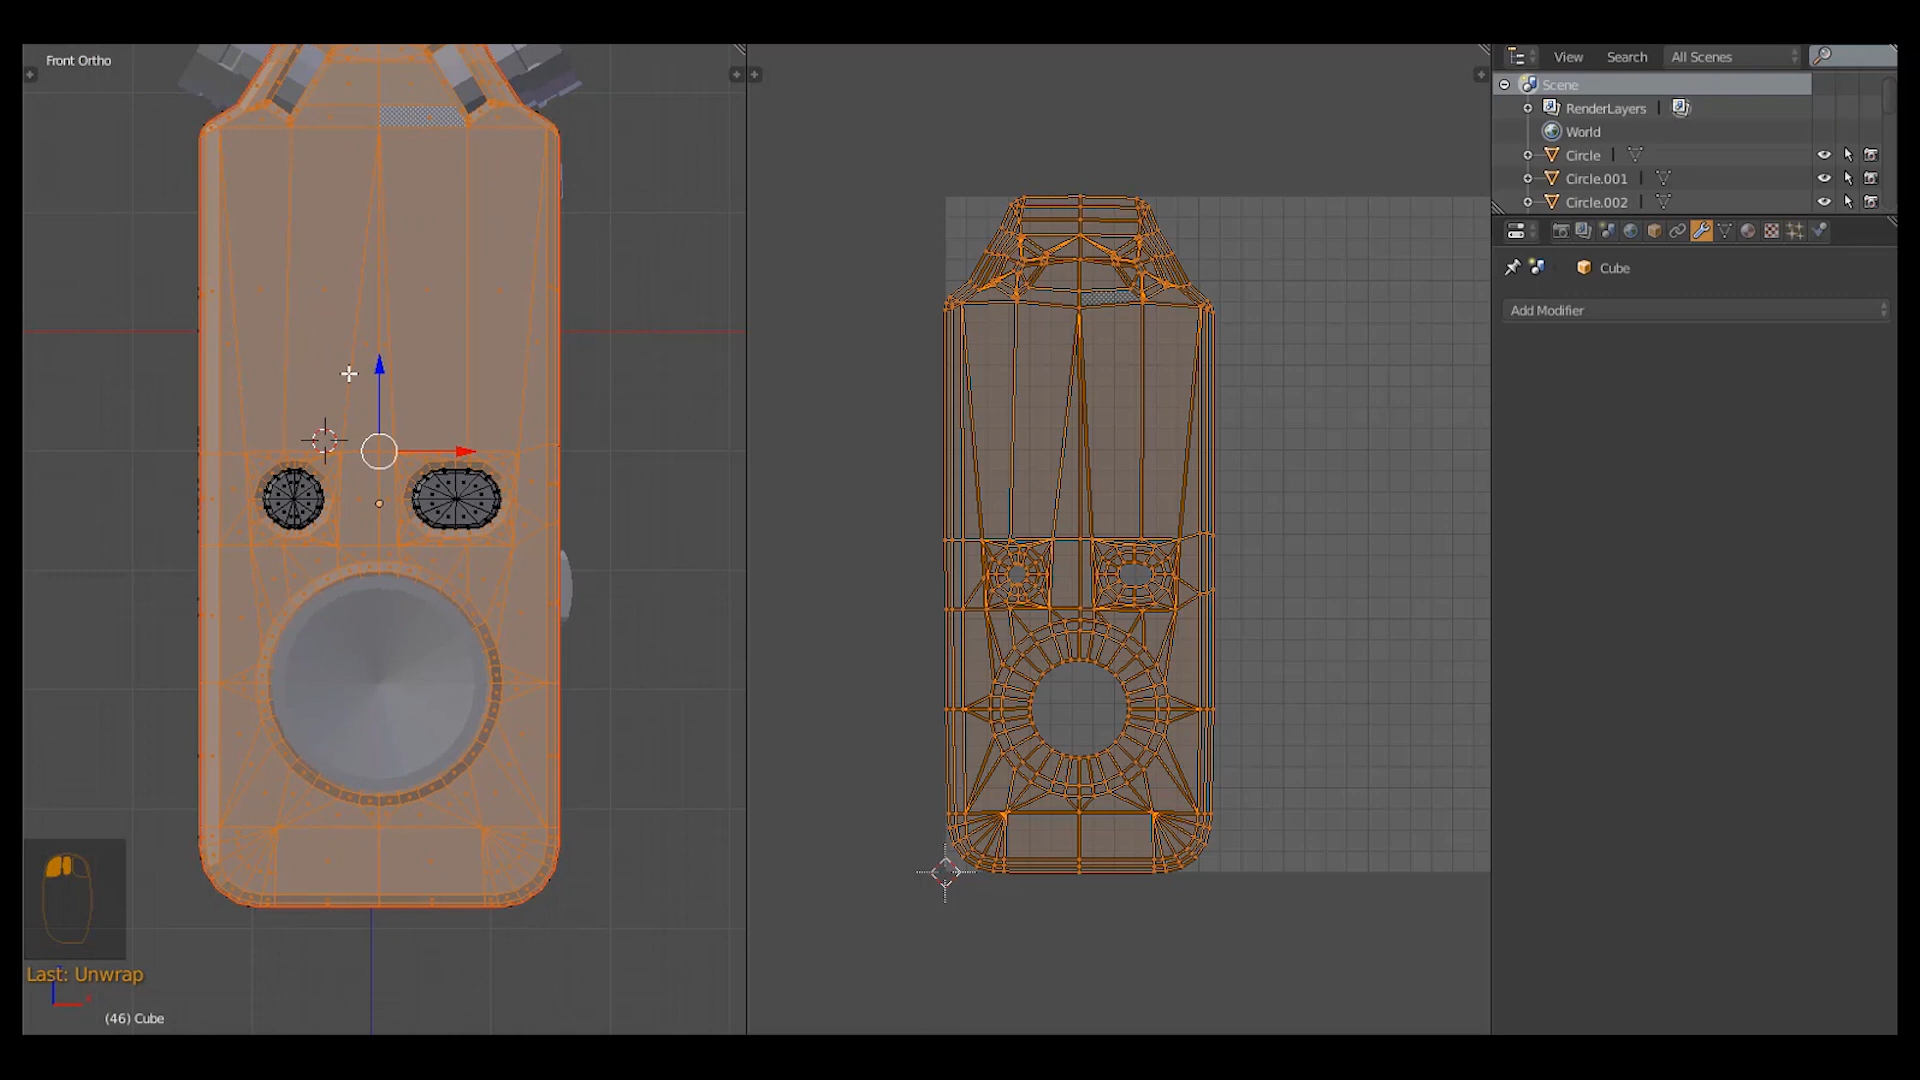 Front Ortho
View Search All Scenes
Scene
RenderLayers
World
Circle
Circle.001
Circle.002
Cube
Add Modifier
Last: Unwrap
(46) Cube